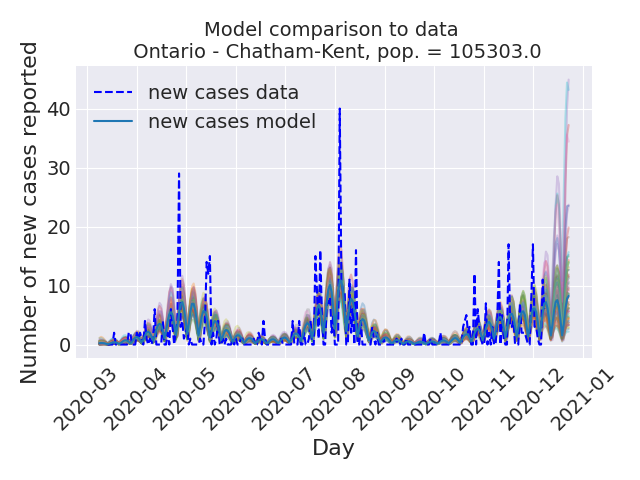 Model comparison to data
Ontario - Chatham-Kent, pop. = 105303.0
Number of new cases reported
40
30
20
10
0
new cases data
new cases model
2020-03
2020-04
2020-05
2020-06
2020-07
2020-08
2020-09
2020-10
2020-11
2020-12
2021-01
Day